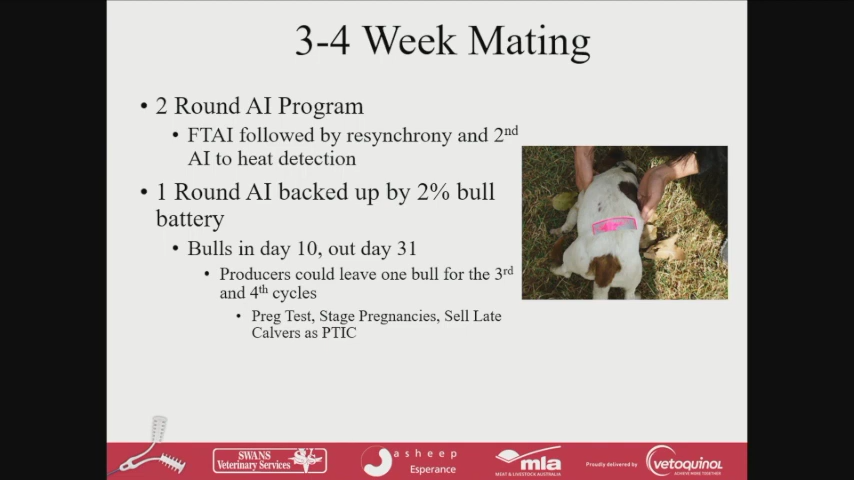 3-4 Week Mating
• 2 Round AI Program
• FTAI followed by resynchrony and 2nd
AI to heat detection
• 1 Round AI backed up by 2% bull
battery
• Bulls in day 10, out day 31
• Producers could leave one bull for the 3rd
and 4th cycles
• Preg Test, Stage Pregnancies, Sell Late
Calvers as PTIC
SWANS
Veterinary Services
asheep
Esperance
mla
MEAT & LIVESTOCK AUSTRALIA
Proudly delivered by
vetoquinol
ALWAYS MORE TOGETHER